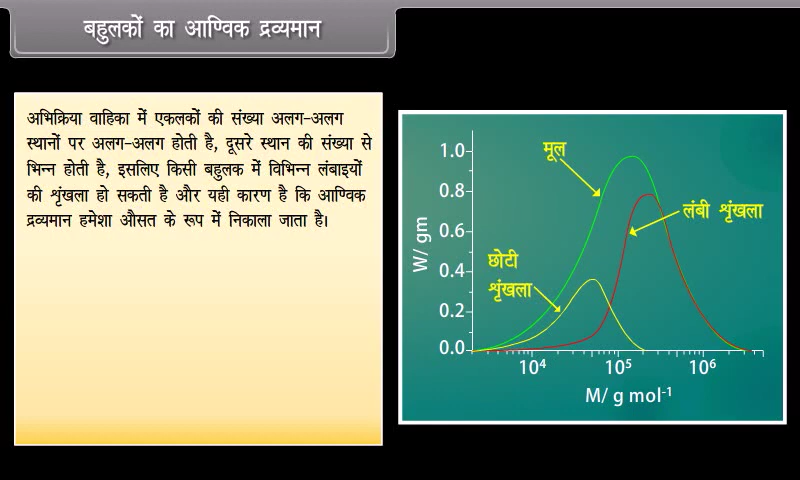 बहुलकों का आण्विक द्रव्यमान
अभिक्रिया वाहिका में एकलकों की संख्या अलग-अलग
स्थानों पर अलग-अलग होती है, दूसरे स्थान की संख्या से
भिन्न होती है, इसलिए किसी बहुलक में विभिन्न लंबाइयों
की शृंखला हो सकती है और यही कारण है कि आण्विक
द्रव्यमान हमेशा औसत के रूप में निकाला जाता है।
W/ gm
1.0
0.8
0.6
0.4
0.2
0.0
मूल
लंबी शृंखला
छोटी
शृंखला
10⁴
10⁵
10⁶
M/ g mol⁻¹